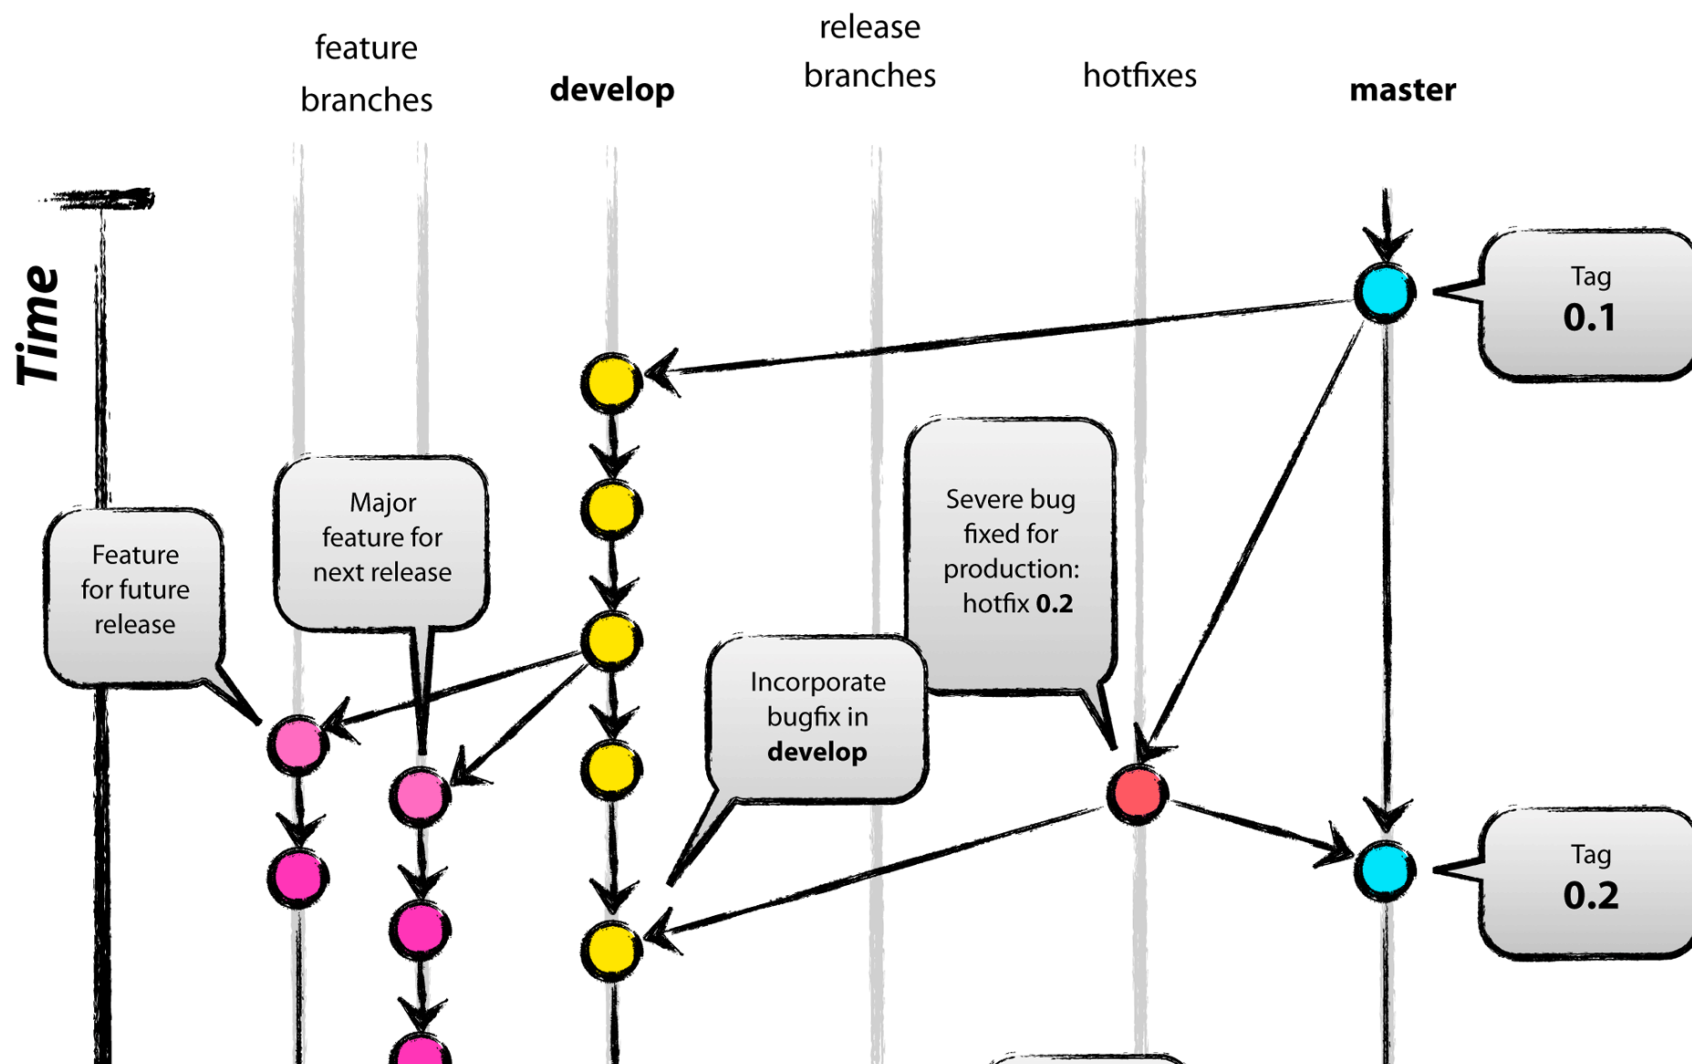 feature
branches
develop
release
branches
hotfixes
master
Time
Tag
0.1
Major
feature for
next release
Feature
for future
release
Severe bug
fixed for
production:
hotfix 0.2
Incorporate
bugfix in
develop
Tag
0.2